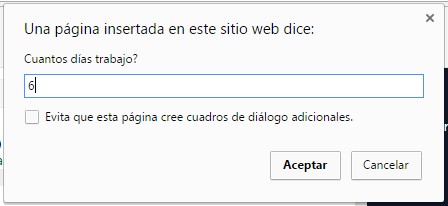 Una página insertada en este sitio web dice:
Cuantos días trabajo?
6
Evita que esta página cree cuadros de diálogo adicionales.
Aceptar
Cancelar